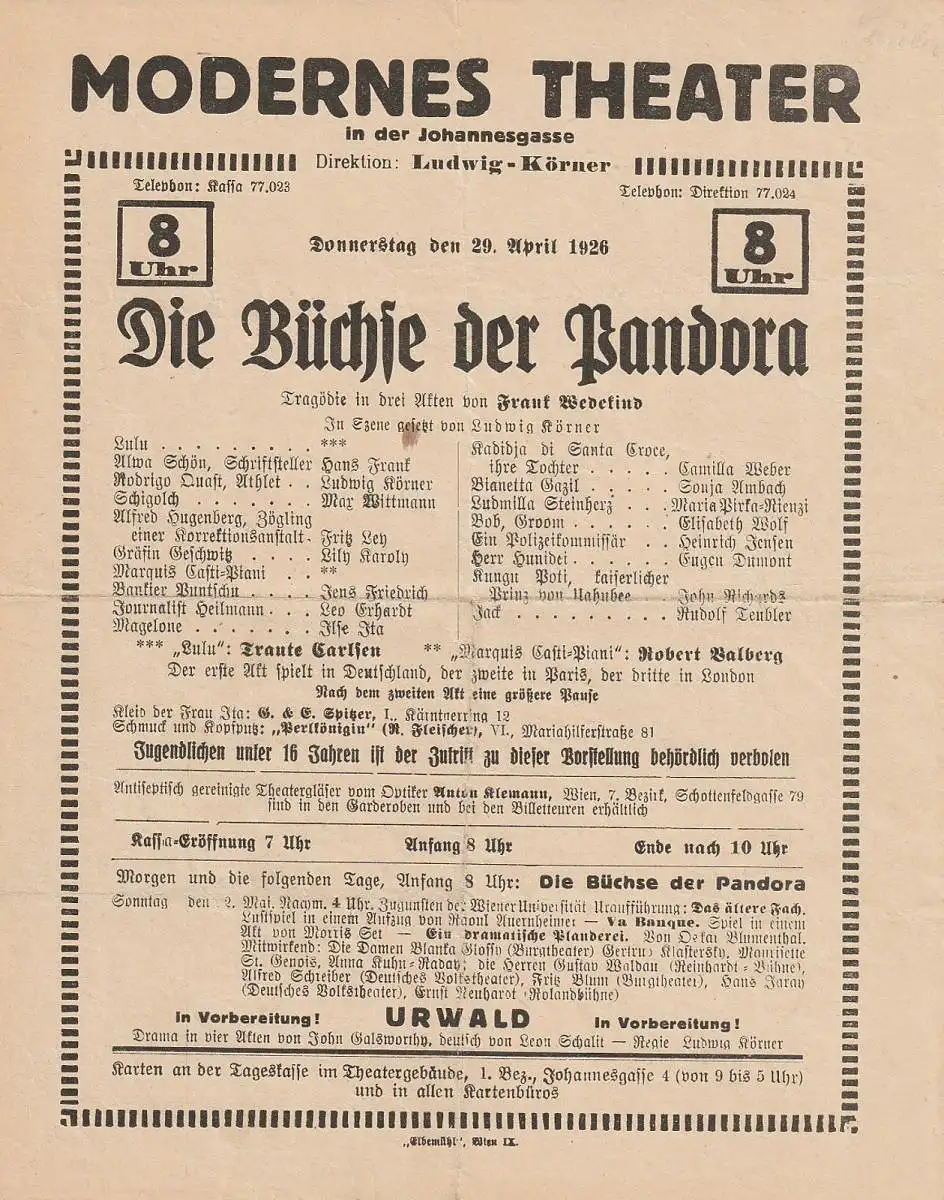 MODERNES THEATER
in der Johannesgasse
Direktion: Ludwig-Körner
Telephon: Kassa 77.023
Telephon: Direktion 77.024
8 Uhr
Donnerstag den 29. April 1926
8 Uhr
Die Büchse der Pandora
Tragödie in drei Akten von Frank Wedekind
In Szene gesetzt von Ludwig Körner
Lulu . . . . . . . . ***
Alwa Schön, Schriftsteller Hans Frank
Rodrigo Quast, Athlet . . Ludwig Körner
Schigolch . . . . . . . Max Wittmann
Alfred Hugenberg, Zögling
einer Korrektionsanstalt . Fritz Ley
Gräfin Geschwitz . . . . Lily Karoly
Marquis Casti-Piani . . **
Bankier Puntschu . . . . Jens Friedrich
Journalist Heilmann . . . Leo Erhardt
Magelone . . . . . . . Ilse Ita
Kadidja di Santa Croce,
ihre Tochter . . . . . Camilla Weber
Bianetta Gazil . . . . . Sonja Ambach
Ludmilla Steinherz . . . Maria Pirka-Rienzi
Bob, Groom . . . . . . Elisabeth Wolf
Ein Polizeikommissär . . Heinrich Jensen
Herr Hunidei . . . . . Eugen Dumont
Kungu Poti, kaiserlicher
Prinz von Uahubee . . John Richards
Jack . . . . . . . . . Rudolf Teubler
*** „Lulu“: Traute Carlsen ** „Marquis Casti-Piani“: Robert Valberg
Der erste Akt spielt in Deutschland, der zweite in Paris, der dritte in London
Nach dem zweiten Akt eine größere Pause
Kleid der Frau Ita: G. & E. Spitzer, I., Kärntnerring 12
Schmuck und Kopfputz: „Perlkönigin“ (R. Fleischer), VI., Mariahilferstraße 81
Jugendlichen unter 16 Jahren ist der Zutritt zu dieser Vorstellung behördlich verboten
Antiseptisch gereinigte Theatergläser vom Optiker Anton Klemann, Wien, 7. Bezirk, Schottenfeldgasse 79
sind in den Garderoben und bei den Billetteuren erhältlich
Kassa-Eröffnung 7 Uhr Anfang 8 Uhr Ende nach 10 Uhr
Morgen und die folgenden Tage, Anfang 8 Uhr: Die Büchse der Pandora
Sonntag den 2. Mai, Nachm. 4 Uhr. Zugunsten der Wiener Universität Uraufführung: Das ältere Fach.
Lustspiel in einem Aufzug von Raoul Auernheimer — Va Banque. Spiel in einem
Akt von Morris Set — Ein dramatische Plauderei. Von Oskar Blumenthal.
Mitwirkend: Die Damen Blanka Glossy (Burgtheater) Gertrud Klastersky, Mauriette
St. Genois, Anna Kuhn-Raday; die Herren Gustav Waldau (Reinhardt-Bühne),
Alfred Schreiber (Deutsches Volkstheater), Fritz Blum (Burgtheater), Hans Jaray
(Deutsches Volkstheater), Ernst Neuhardt (Rolandbühne)
in Vorbereitung! URWALD in Vorbereitung!
Drama in vier Akten von John Galsworthy, deutsch von Leon Schalit — Regie Ludwig Körner
Karten an der Tageskasse im Theatergebäude, 1. Bez., Johannesgasse 4 (von 9 bis 5 Uhr)
und in allen Kartenbüros
„Elbemühl“, Wien IX.